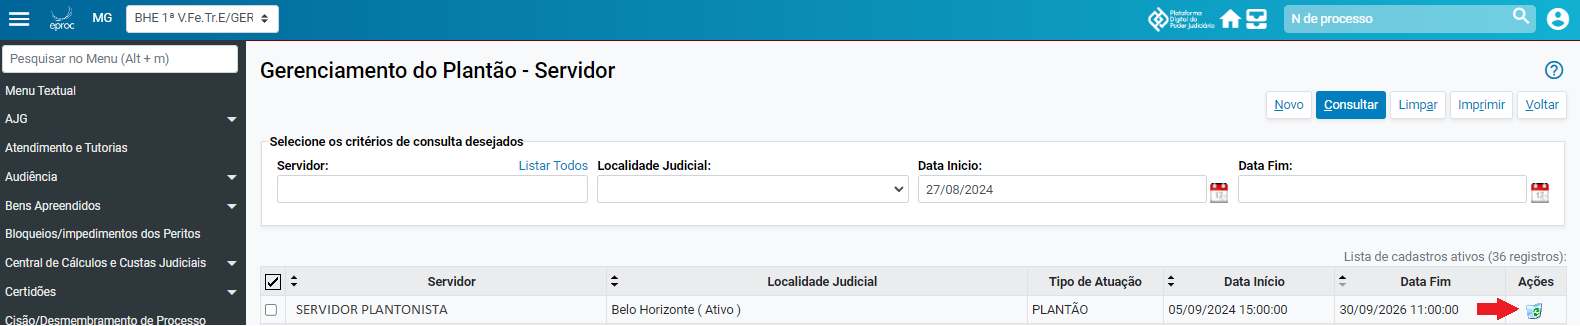 eproc
MG
BHE 1ª V.Fe.Tr.E/GER
Plataforma
Digital do
Poder Judiciário
N de processo
Pesquisar no Menu (Alt + m)
Menu Textual
AJG
Atendimento e Tutorias
Audiência
Bens Apreendidos
Bloqueios/impedimentos dos Peritos
Central de Cálculos e Custas Judiciais
Certidões
Cisão/Desmembramento de Processo
Gerenciamento do Plantão - Servidor
?
Novo Consultar Limpar Imprimir Voltar
Selecione os critérios de consulta desejados
Servidor: Listar Todos Localidade Judicial: Data Inicio: Data Fim:
27/08/2024
Lista de cadastros ativos (36 registros):
Servidor Localidade Judicial Tipo de Atuação Data Início Data Fim Ações
SERVIDOR PLANTONISTA Belo Horizonte ( Ativo ) PLANTÃO 05/09/2024 15:00:00 30/09/2026 11:00:00